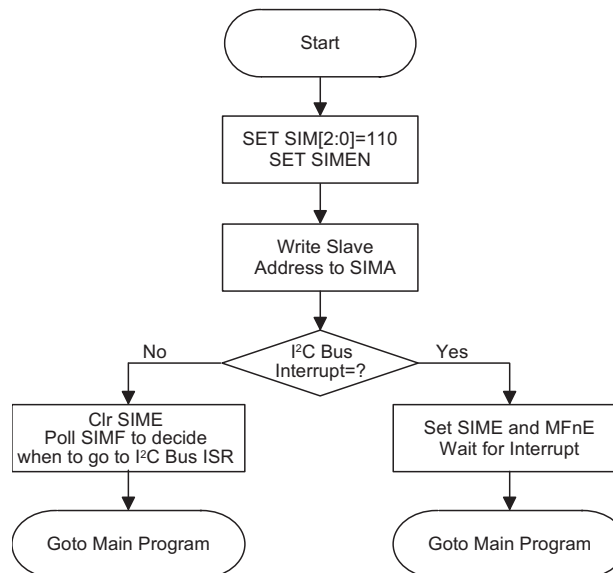 Start
SET SIM[2:0]=110
SET SIMEN
Write Slave
Address to SIMA
I²C Bus
Interrupt=?
No
Yes
Clr SIME
Poll SIMF to decide
when to go to I²C Bus ISR
Set SIME and MFnE
Wait for Interrupt
Goto Main Program
Goto Main Program